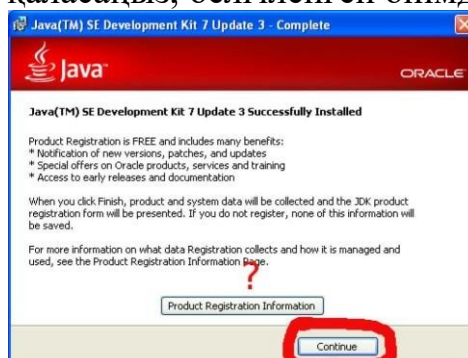 Java(TM) SE Development Kit 7 Update 3 - Complete
Java™
ORACLE
Java(TM) SE Development Kit 7 Update 3 Successfully Installed
Product Registration is FREE and includes many benefits:
* Notification of new versions, patches, and updates
* Special offers on Oracle products, services and training
* Access to early releases and documentation
When you click Finish, product and system data will be collected and the JDK product
registration form will be presented. If you do not register, none of this information will
be saved.
For more information on what data Registration collects and how it is managed and
used, see the Product Registration Information Page.
?
Product Registration Information
Continue